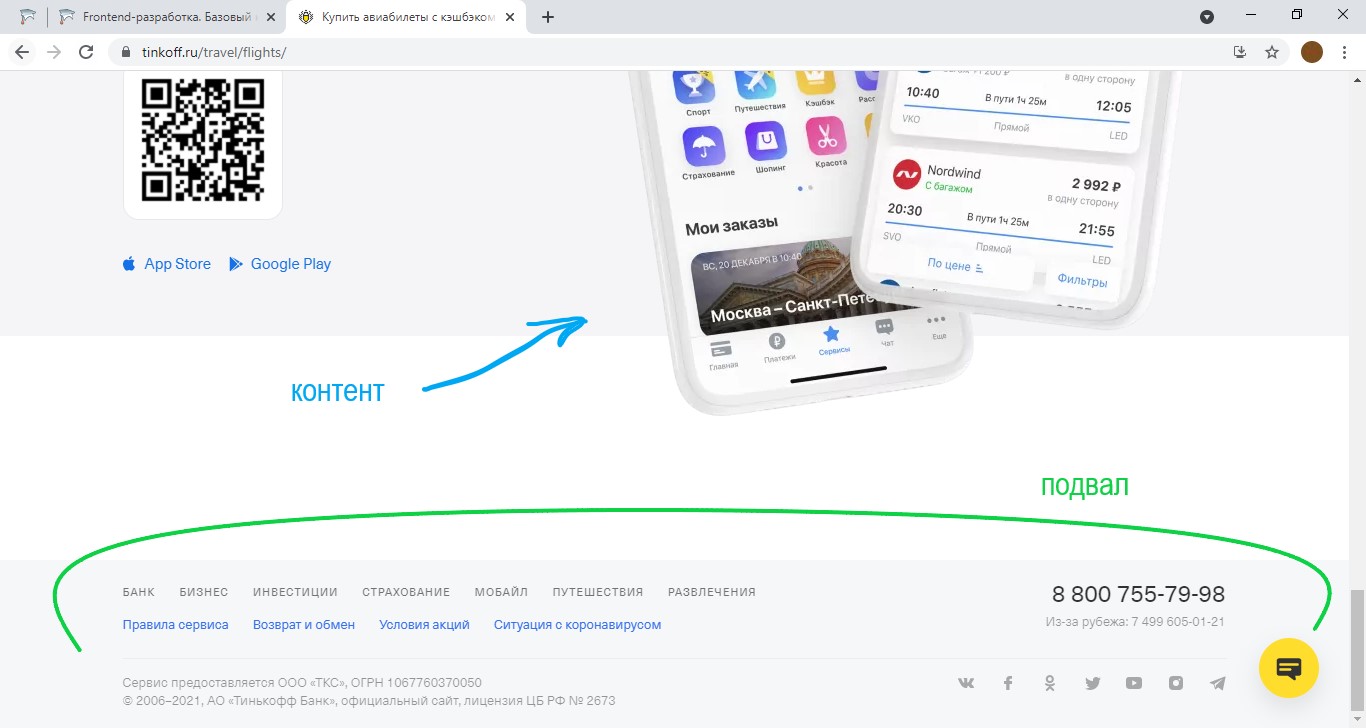 Frontend-разработка. Базовый
Купить авиабилеты с кэшбэком
tinkoff.ru/travel/flights/
Спорт
Путешествия
Кэшбэк
Страхование
Шопинг
Красота
Мои заказы
ВС, 20 ДЕКАБРЯ В 10:40
Москва – Санкт-Пете
Главная
Платежи
Сервисы
Чат
Еще
в одну сторону
10:40
В пути 1ч 25м
12:05
VKO
Прямой
LED
Nordwind
2 992 ₽
С багажом
в одну сторону
20:30
В пути 1ч 25м
21:55
SVO
Прямой
LED
По цене
Фильтры
App Store
Google Play
контент
подвал
БАНК БИЗНЕС ИНВЕСТИЦИИ СТРАХОВАНИЕ МОБАЙЛ ПУТЕШЕСТВИЯ РАЗВЛЕЧЕНИЯ
8 800 755-79-98
Правила сервиса Возврат и обмен Условия акций Ситуация с коронавирусом
Из-за рубежа: 7 499 605-01-21
Сервис предоставляется ООО «ТКС», ОГРН 1067760370050
© 2006–2021, АО «Тинькофф Банк», официальный сайт, лицензия ЦБ РФ № 2673